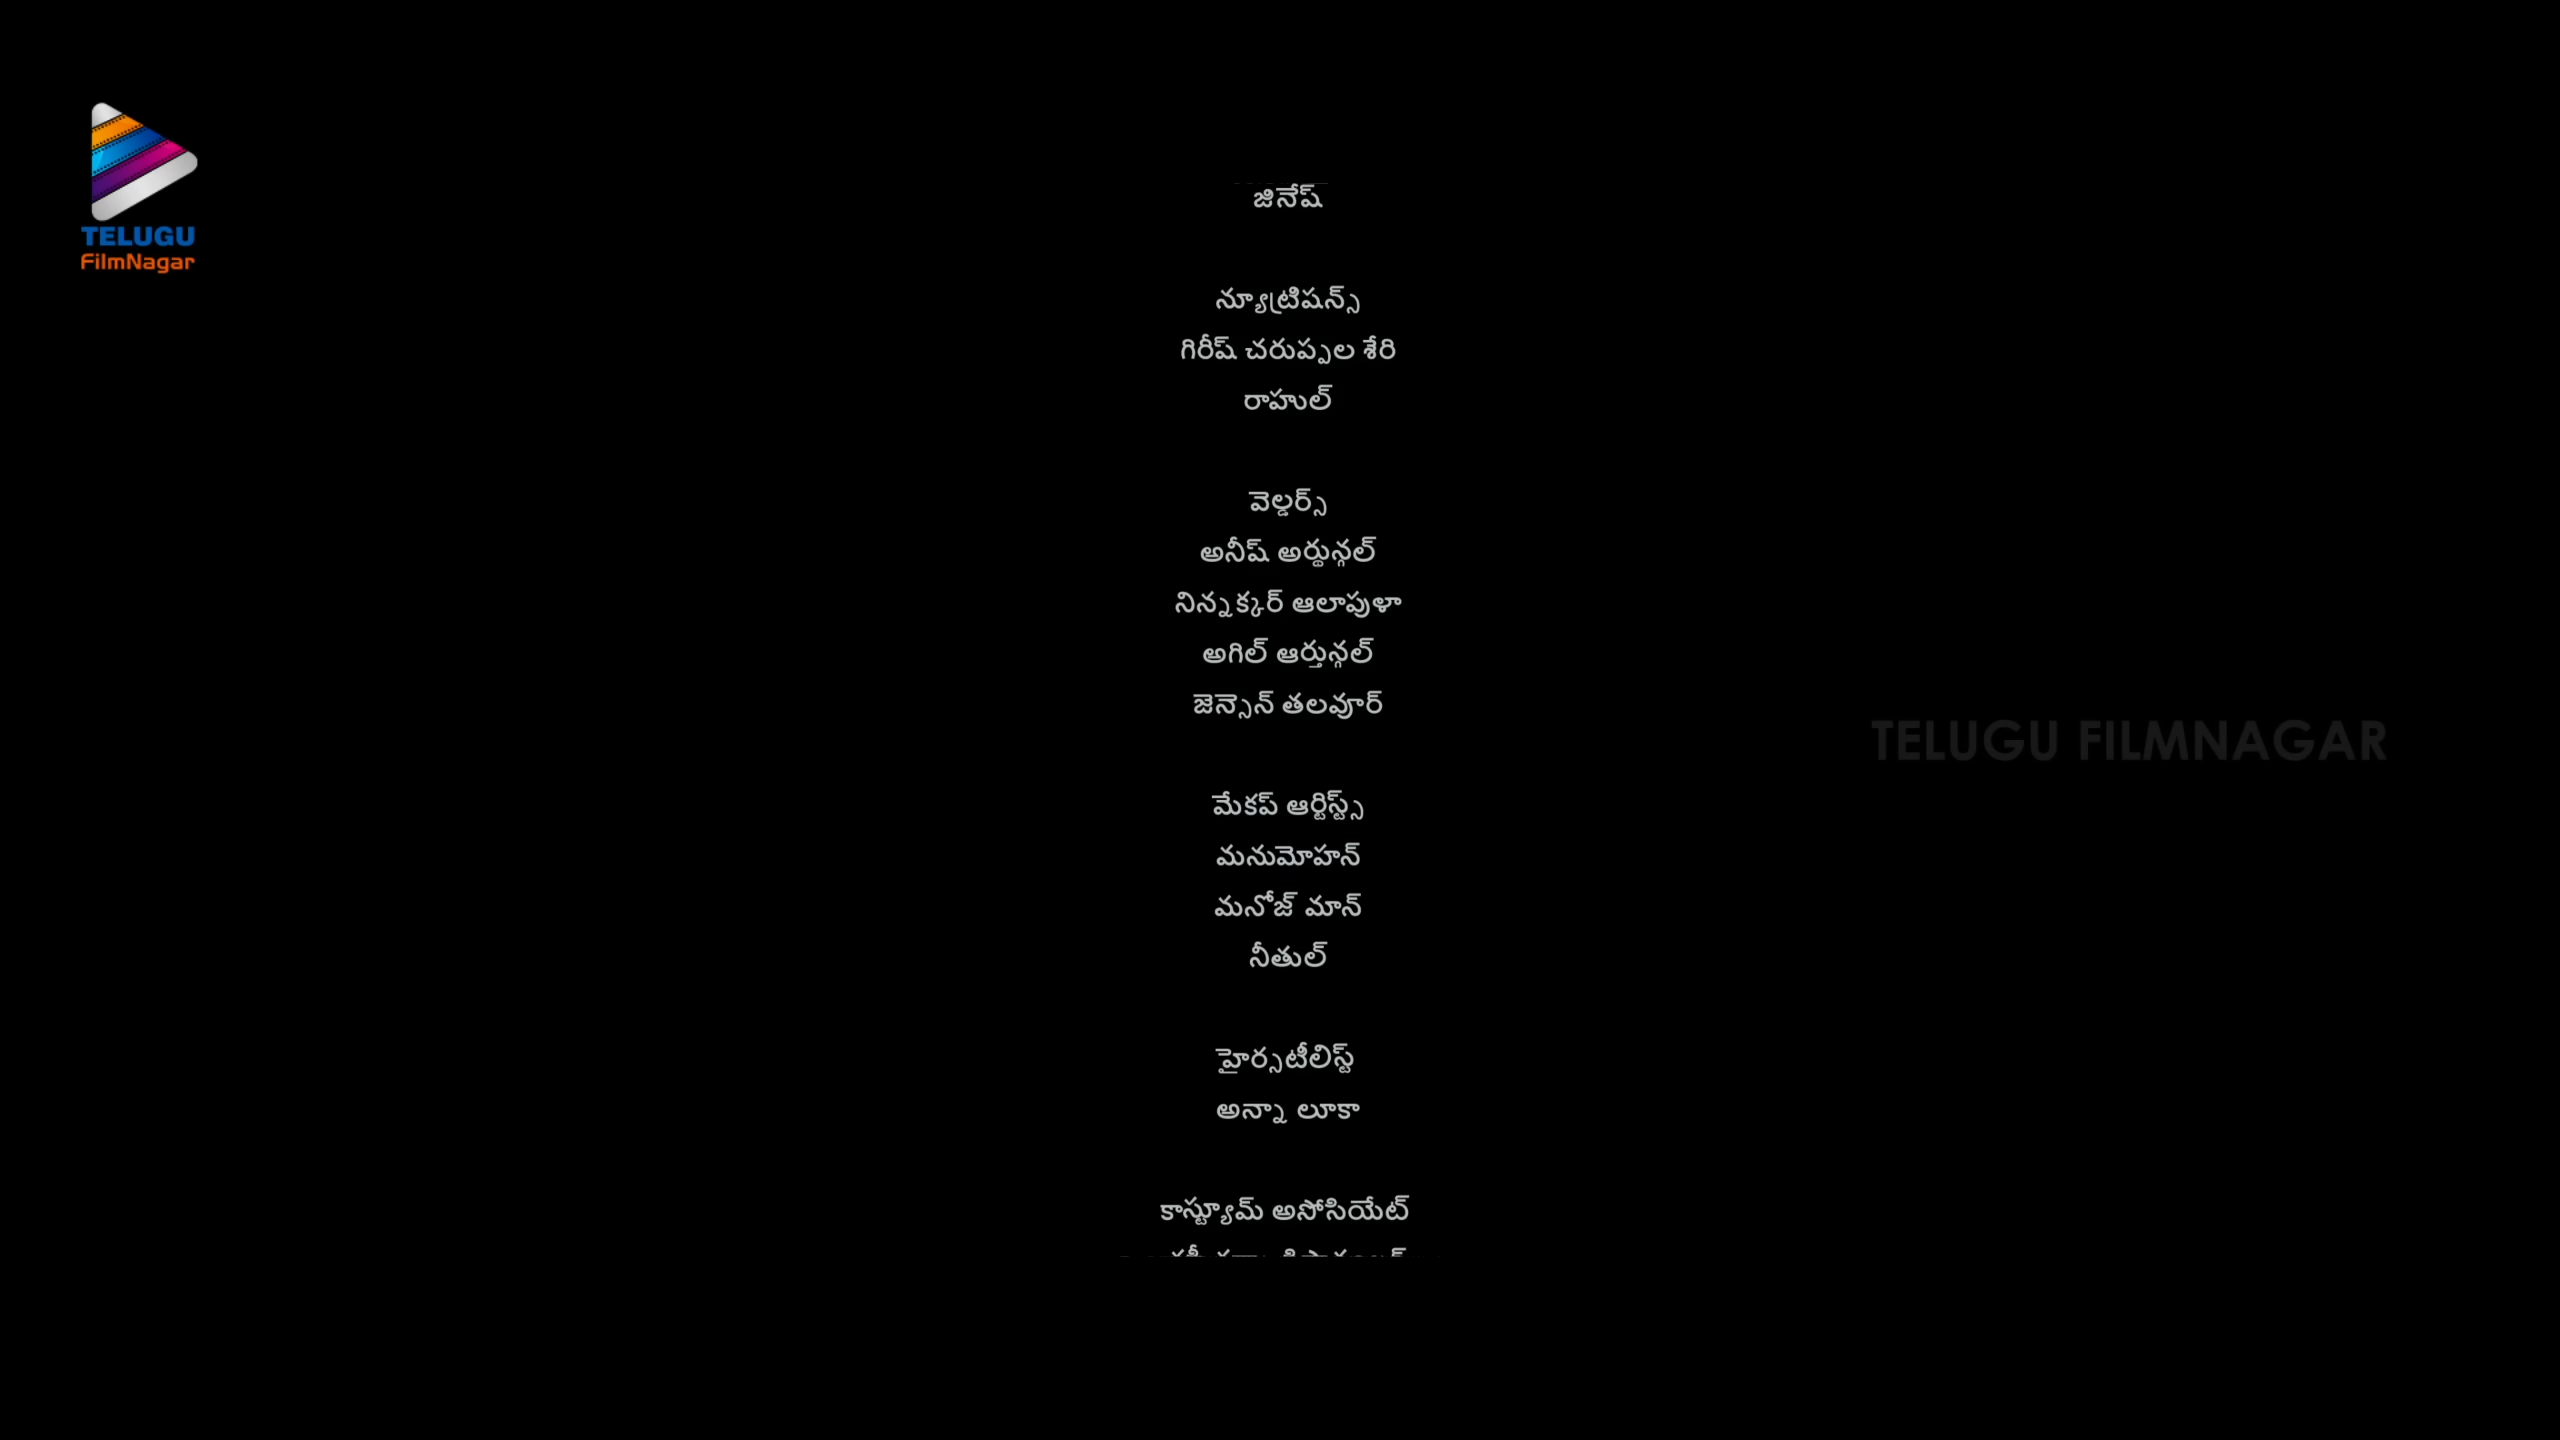 TELUGU
FilmNagar
జినేష్
న్యూట్రిషన్స్
గిరీష్ చరుప్పల శేరి
రాహుల్
వెల్డర్స్
అనీష్ అర్థున్గల్
నిన్నక్కర్ ఆలాపుళా
అగిల్ ఆర్తున్గల్
జెన్సెన్ తలవూర్
TELUGU FILMNAGAR
మేకప్ ఆర్టిస్ట్స్
మనుమోహన్
మనోజ్ మాన్
నీతుల్
హైర్సటీలిస్ట్
అన్నా లూకా
కాస్ట్యూమ్ అసోసియేట్